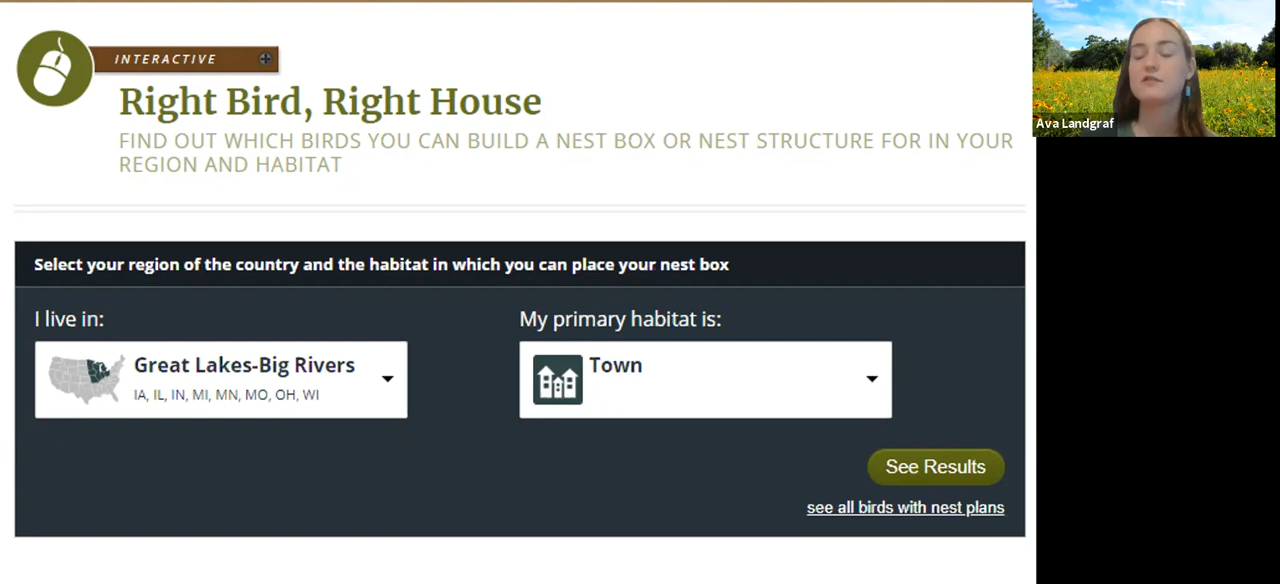 INTERACTIVE
Right Bird, Right House
FIND OUT WHICH BIRDS YOU CAN BUILD A NEST BOX OR NEST STRUCTURE FOR IN YOUR
REGION AND HABITAT
Select your region of the country and the habitat in which you can place your nest box
I live in:
Great Lakes-Big Rivers
IA, IL, IN, MI, MN, MO, OH, WI
My primary habitat is:
Town
See Results
see all birds with nest plans
Ava Landgraf